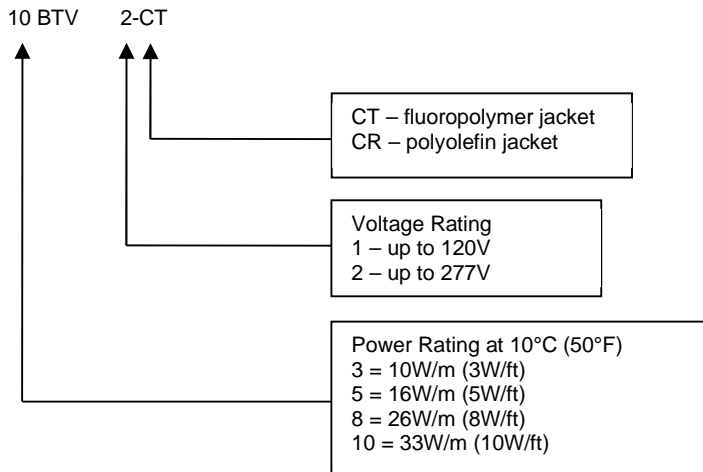 10 BTV 2-CT
CT – fluoropolymer jacket
CR – polyolefin jacket
Voltage Rating
1 – up to 120V
2 – up to 277V
Power Rating at 10°C (50°F)
3 = 10W/m (3W/ft)
5 = 16W/m (5W/ft)
8 = 26W/m (8W/ft)
10 = 33W/m (10W/ft)